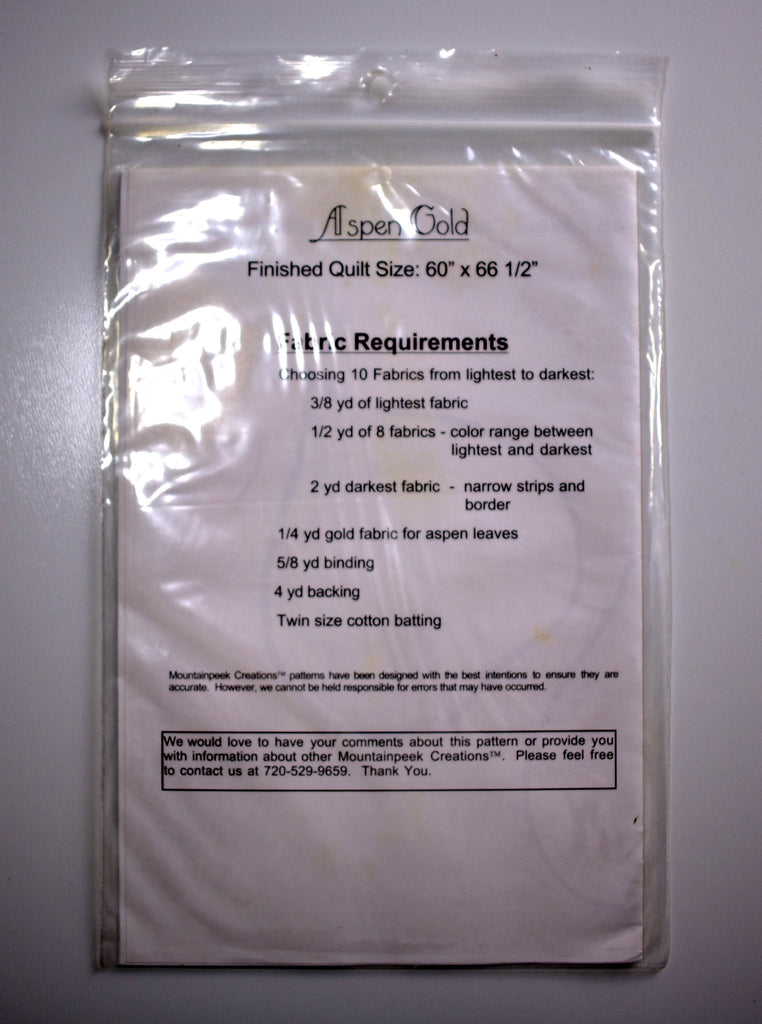 Aspen Gold
Finished Quilt Size: 60" x 66 1/2"
Fabric Requirements
Choosing 10 Fabrics from lightest to darkest:
3/8 yd of lightest fabric
1/2 yd of 8 fabrics - color range between
lightest and darkest
2 yd darkest fabric - narrow strips and
border
1/4 yd gold fabric for aspen leaves
5/8 yd binding
4 yd backing
Twin size cotton batting
Mountainpeek Creations™ patterns have been designed with the best intentions to ensure they are
accurate. However, we cannot be held responsible for errors that may have occurred.
We would love to have your comments about this pattern or provide you
with information about other Mountainpeek Creations™. Please feel free
to contact us at 720-529-9659. Thank You.